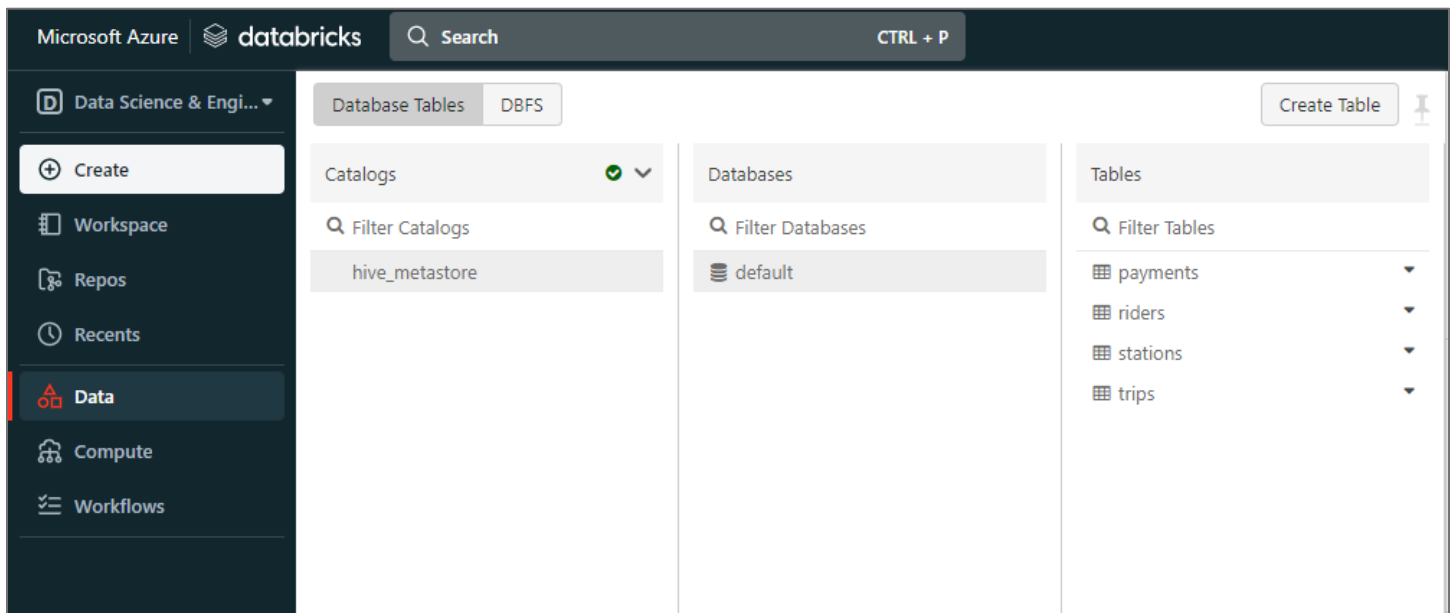 Microsoft Azure databricks Search CTRL + P
Data Science & Engi...
Create
Workspace
Repos
Recents
Data
Compute
Workflows
Database Tables DBFS Create Table
Catalogs
Filter Catalogs
hive_metastore
Databases
Filter Databases
default
Tables
Filter Tables
payments
riders
stations
trips